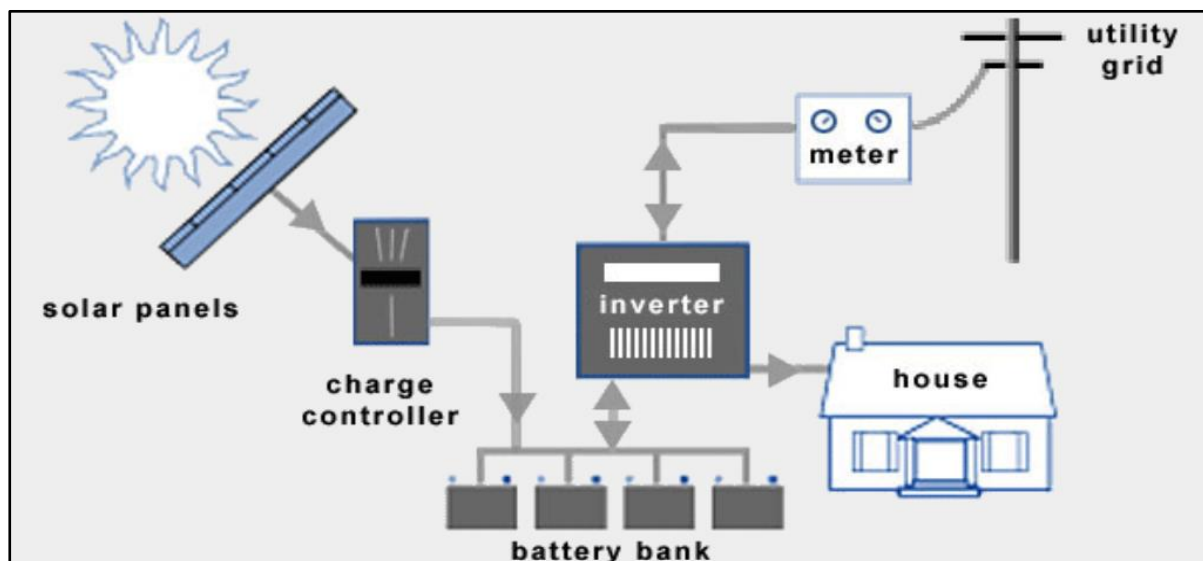 utility
grid
meter
solar panels
inverter
charge
controller
house
battery bank